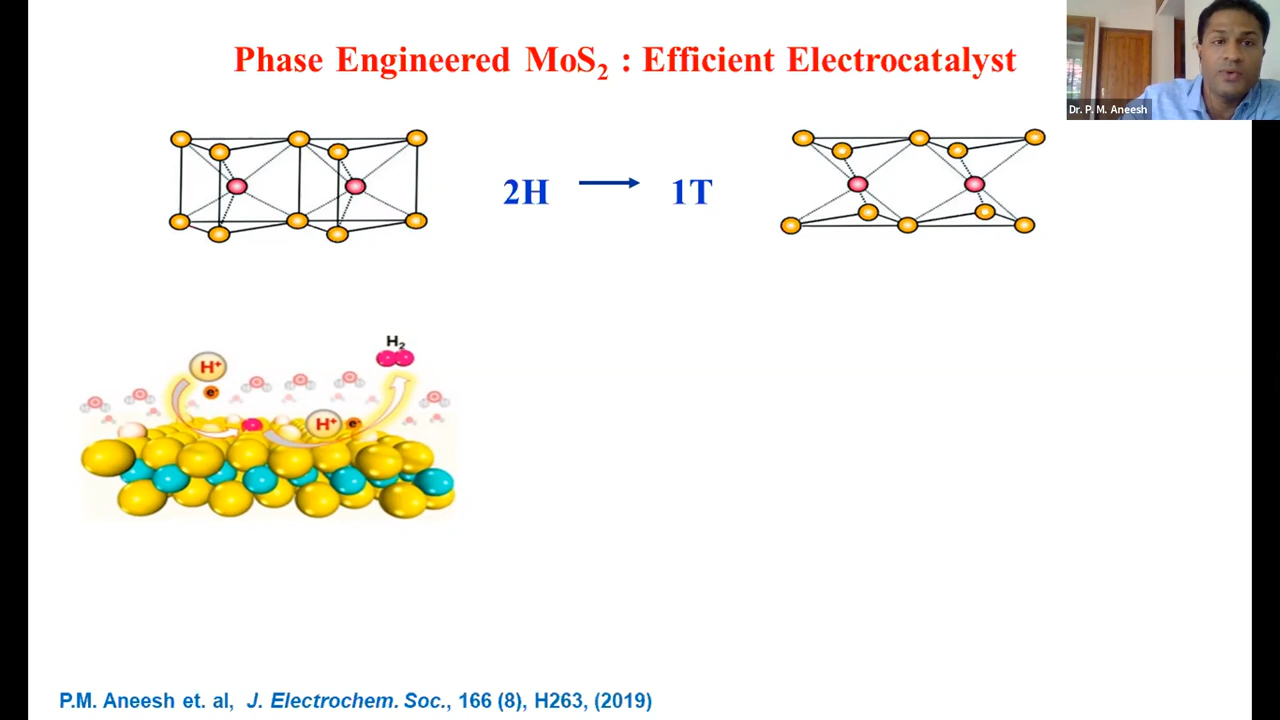 Phase Engineered MoS₂ : Efficient Electrocatalyst
Dr. P. M. Aneesh
2H
1T
H₂
H⁺
e⁻
H⁺
e⁻
P.M. Aneesh et. al, J. Electrochem. Soc., 166 (8), H263, (2019)